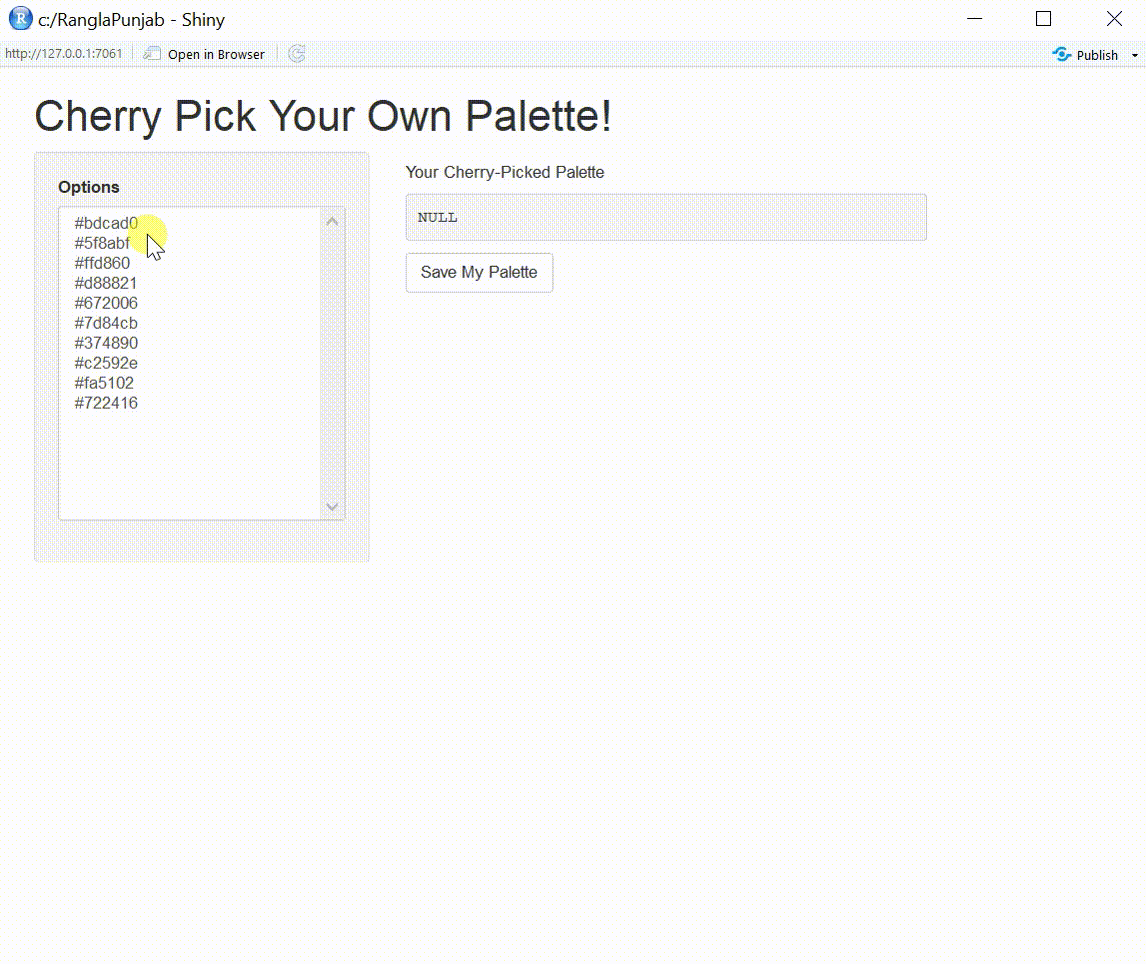 R c:/RanglaPunjab - Shiny
http://127.0.0.1:7061 Open in Browser Publish
Cherry Pick Your Own Palette!
Options
#bdcad0
#5f8abf
#ffd860
#d88821
#672006
#7d84cb
#374890
#c2592e
#fa5102
#722416
Your Cherry-Picked Palette
NULL
Save My Palette